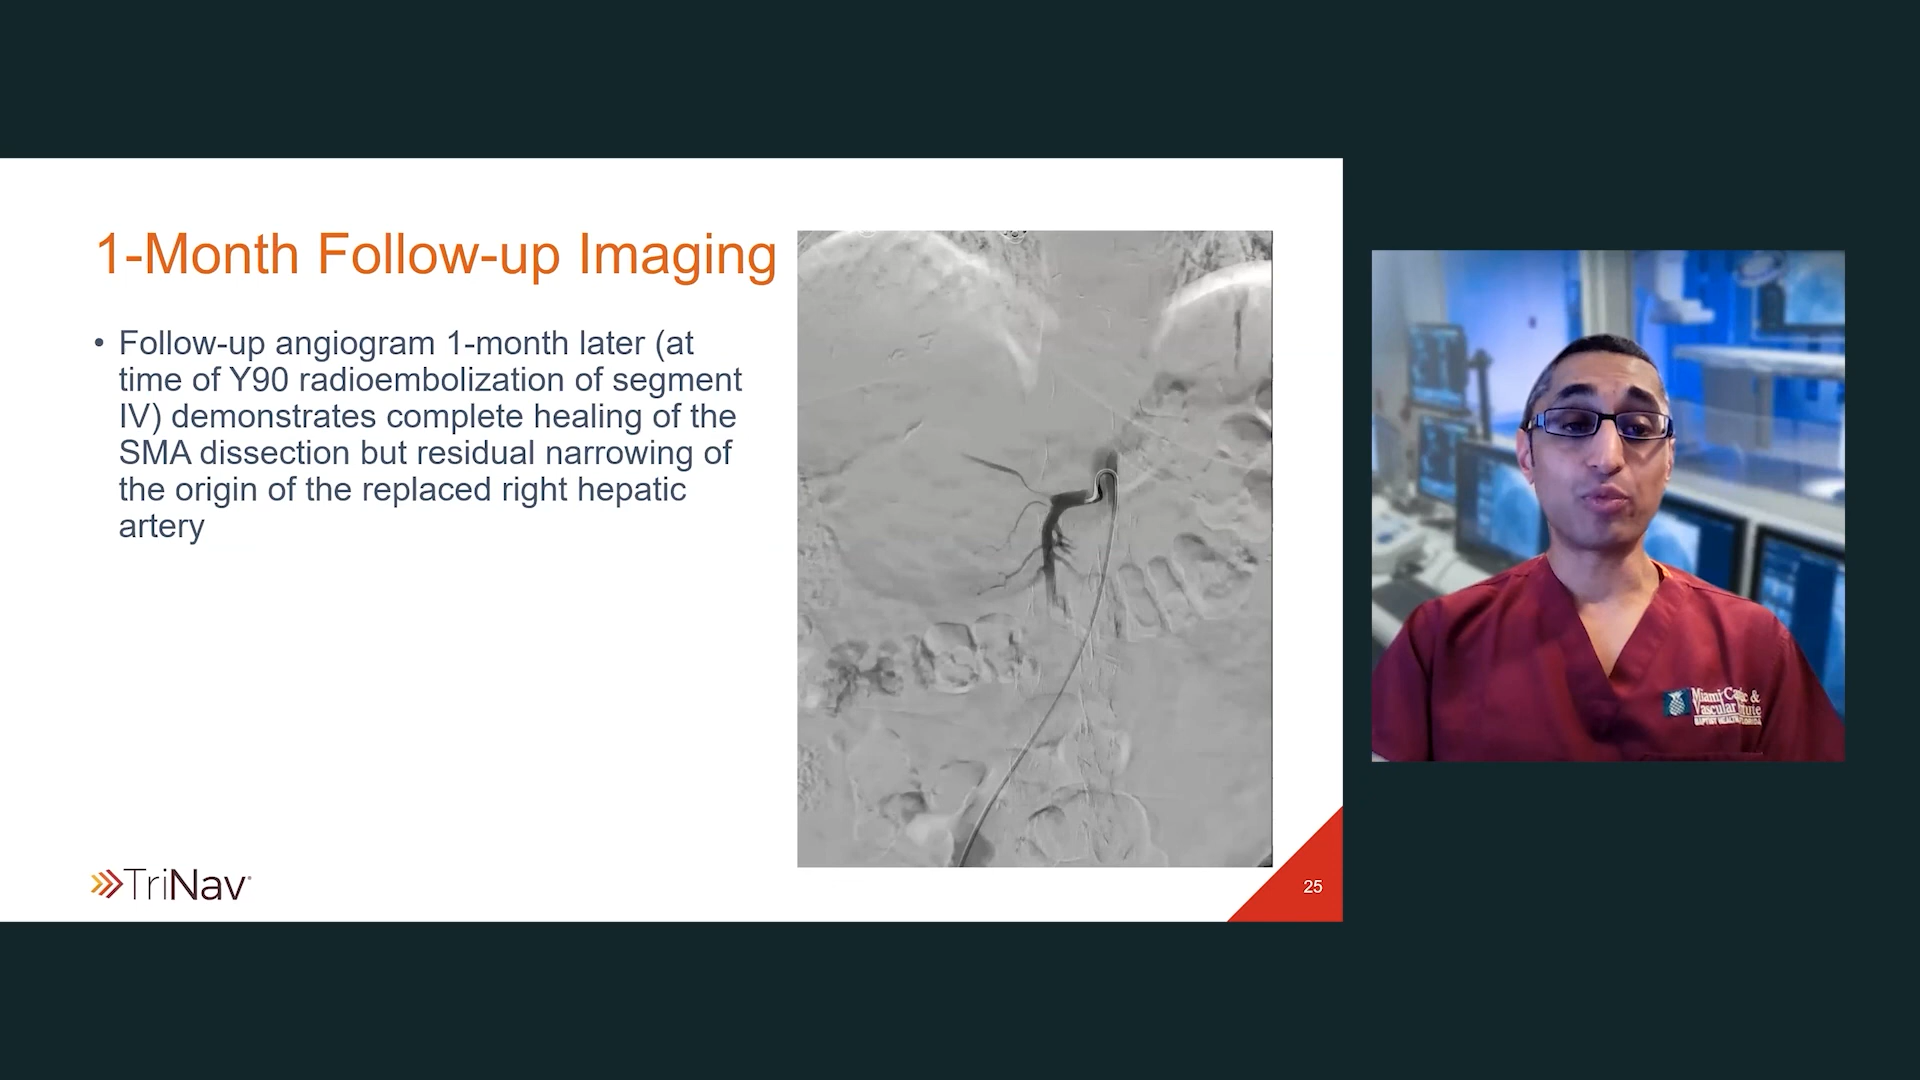 1-Month Follow-up Imaging
• Follow-up angiogram 1-month later (at
time of Y90 radioembolization of segment
IV) demonstrates complete healing of the
SMA dissection but residual narrowing of
the origin of the replaced right hepatic
artery
TriNav
25
Miami
Vascular